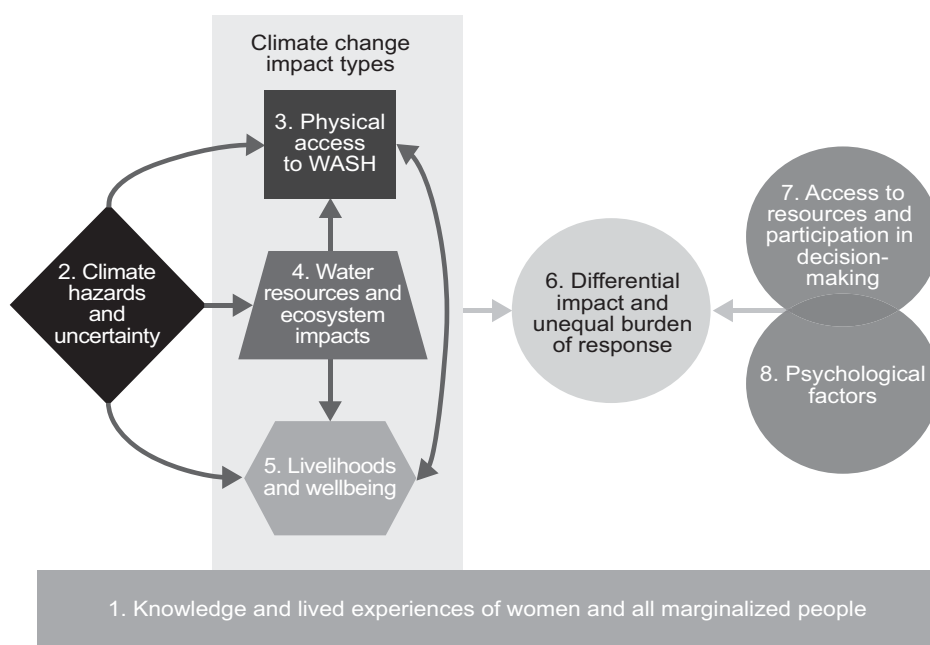 Climate change
impact types
3. Physical
access
to WASH
2. Climate
hazards
and
uncertainty
4. Water
resources and
ecosystem
impacts
5. Livelihoods
and wellbeing
6. Differential
impact and
unequal burden
of response
7. Access to
resources and
participation in
decision-
making
8. Psychological
factors
1. Knowledge and lived experiences of women and all marginalized people